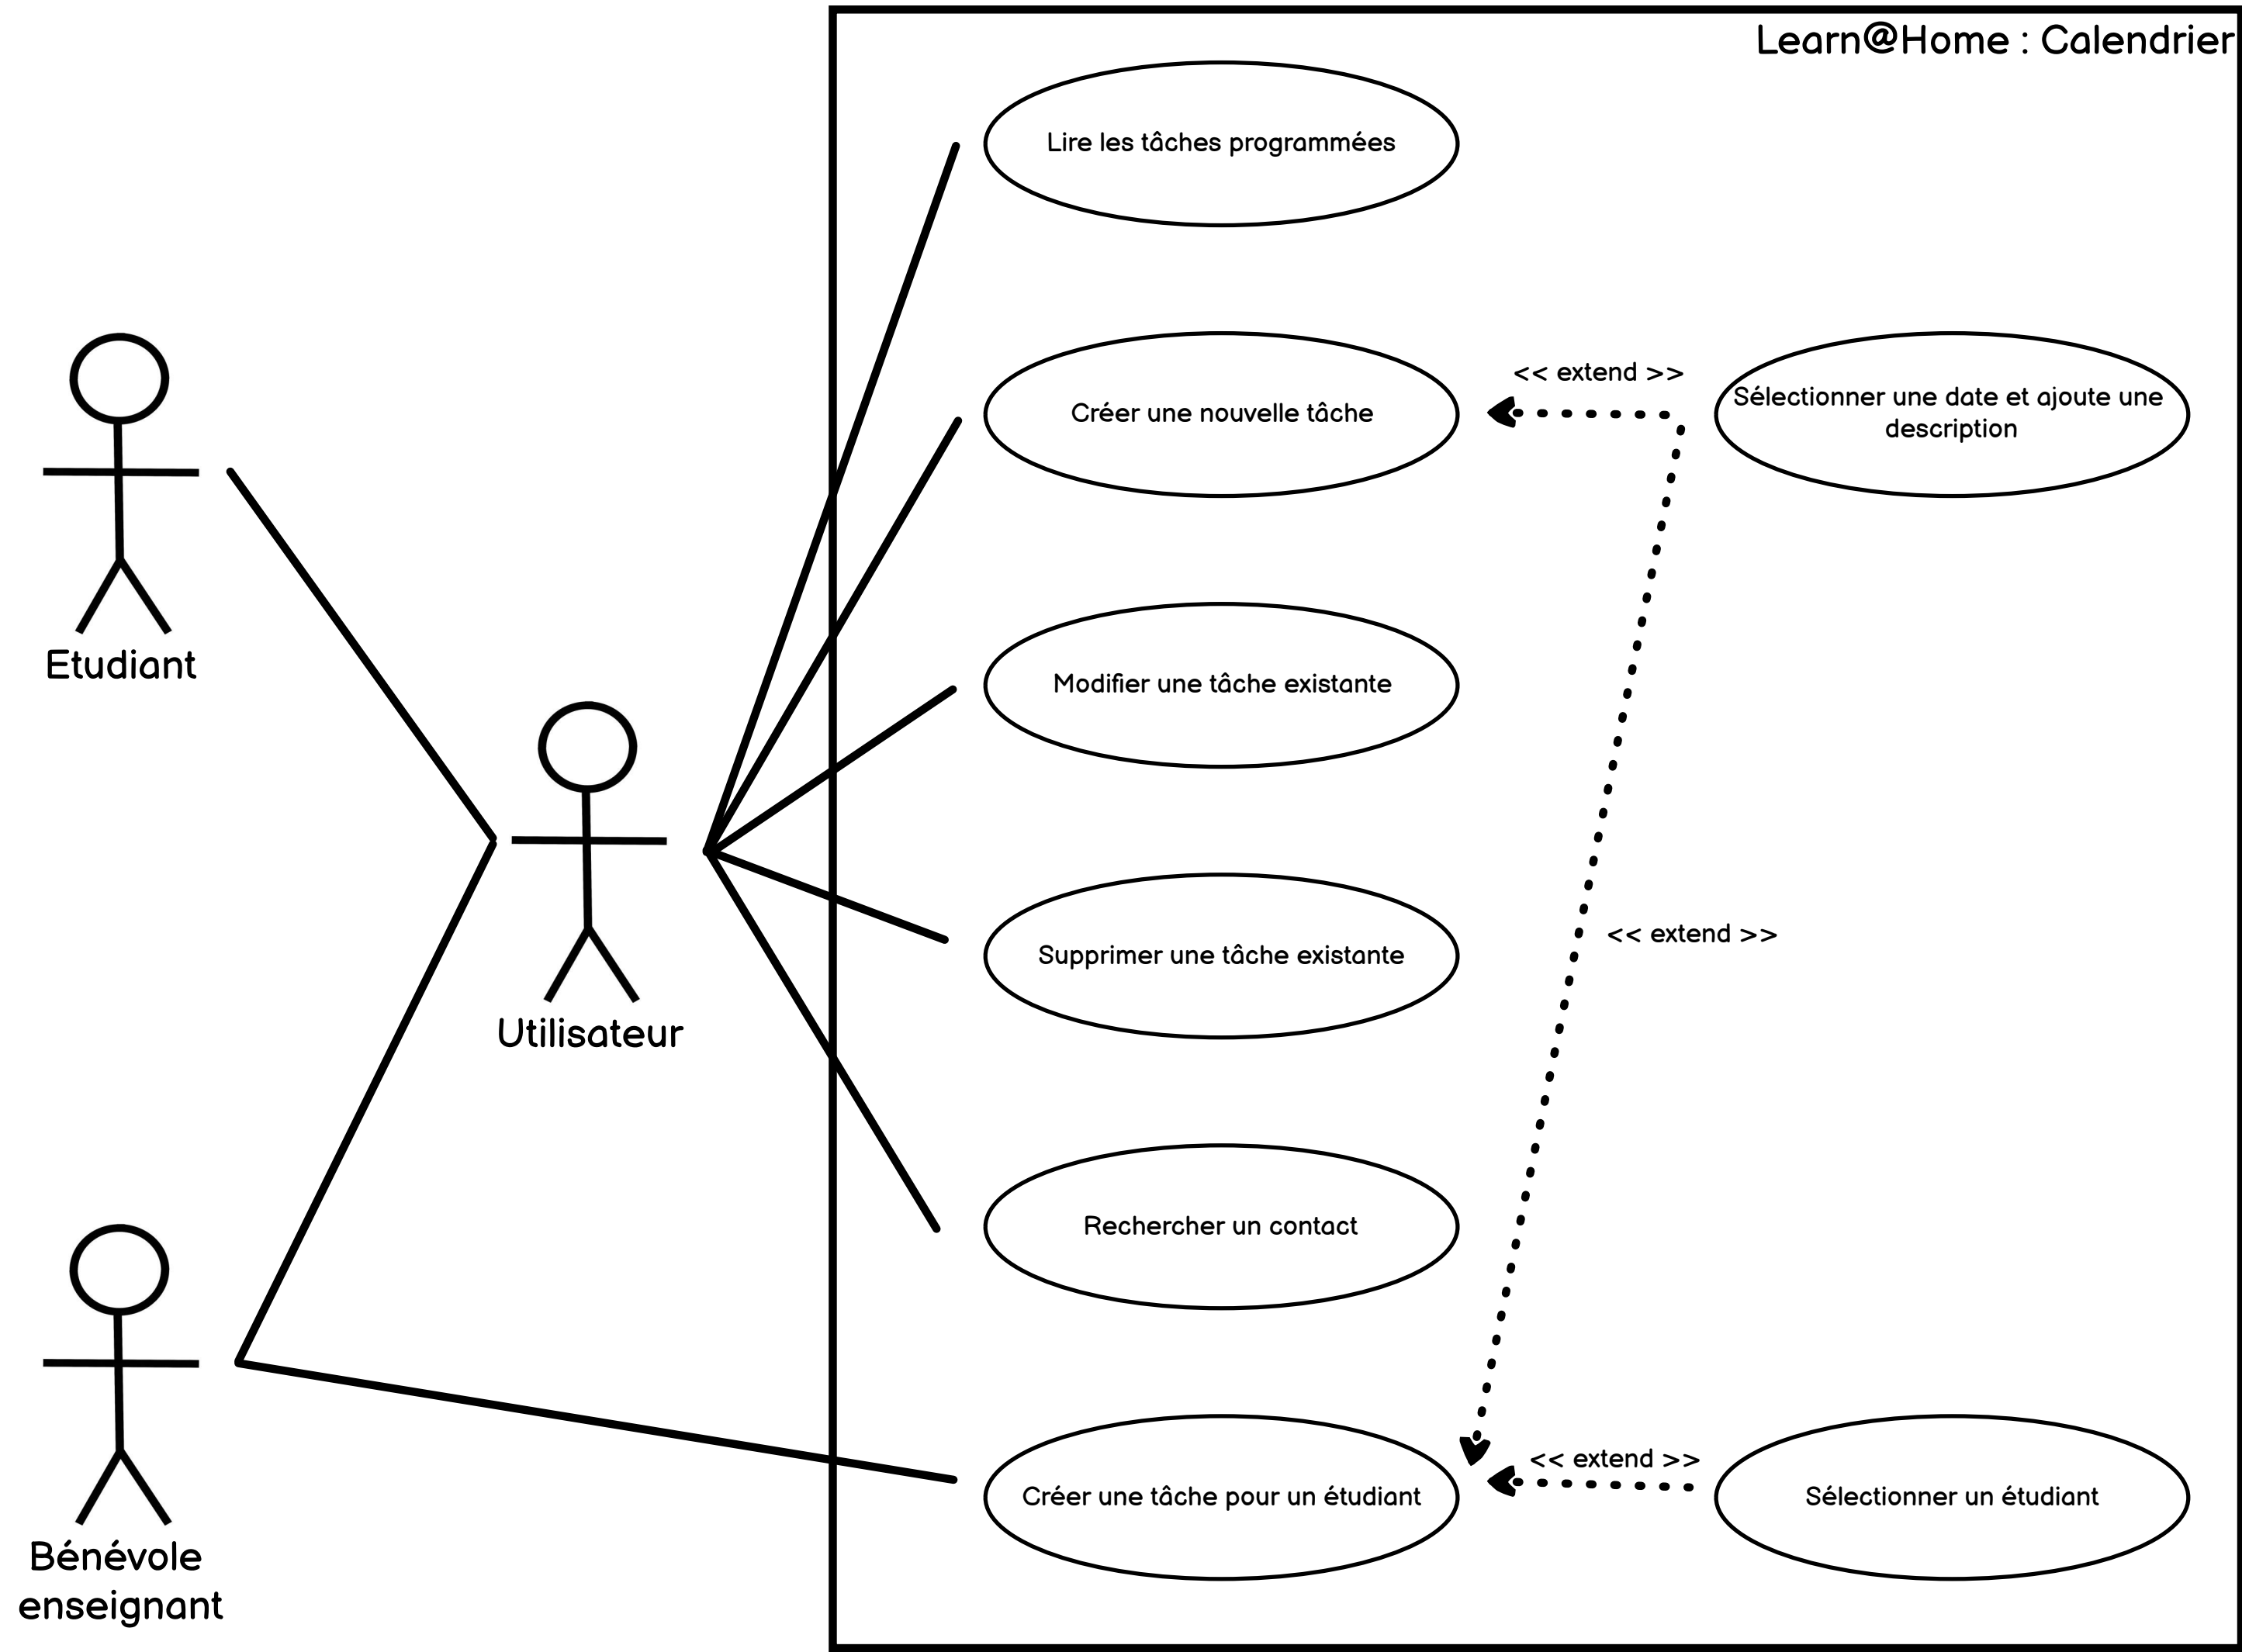 Learn@Home : Calendrier
Lire les tâches programmées
Créer une nouvelle tâche
<< extend >>
Sélectionner une date et ajoute une
description
Etudiant
Modifier une tâche existante
Utilisateur
Supprimer une tâche existante
<< extend >>
Rechercher un contact
Bénévole
enseignant
Créer une tâche pour un étudiant
<< extend >>
Sélectionner un étudiant